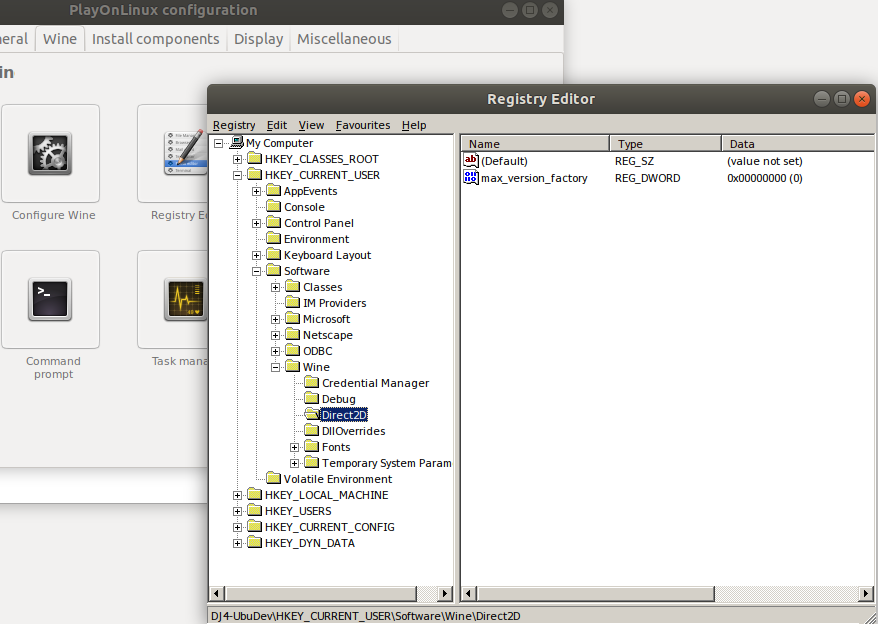 PlayOnLinux configuration
eral Wine Install components Display Miscellaneous
in
Configure Wine
Registry Ed
Command
prompt
Task mana
Registry Editor
Registry Edit View Favourites Help
My Computer
HKEY_CLASSES_ROOT
HKEY_CURRENT_USER
AppEvents
Console
Control Panel
Environment
Keyboard Layout
Software
Classes
IM Providers
Microsoft
Netscape
ODBC
Wine
Credential Manager
Debug
Direct2D
DllOverrides
Fonts
Temporary System Param
Volatile Environment
HKEY_LOCAL_MACHINE
HKEY_USERS
HKEY_CURRENT_CONFIG
HKEY_DYN_DATA
Name Type Data
(Default) REG_SZ (value not set)
max_version_factory REG_DWORD 0x00000000 (0)
DJ4-UbuDev\HKEY_CURRENT_USER\Software\Wine\Direct2D